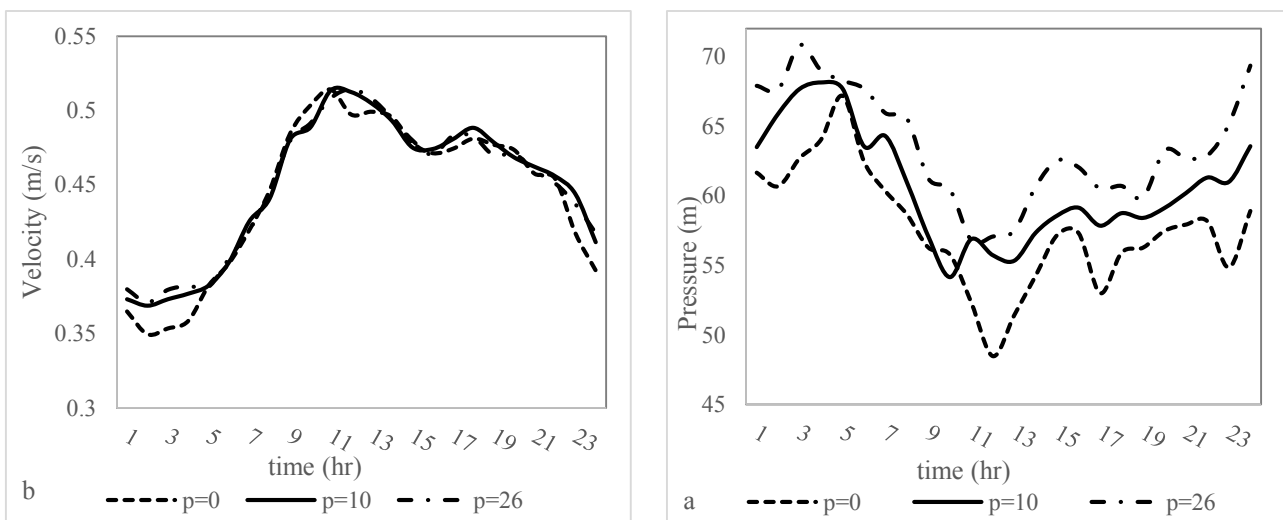 0.55
0.5
0.45
0.4
0.35
0.3
Velocity (m/s)
1 3 5 7 9 11 13 15 17 19 21 23
time (hr)
b
p=0 p=10 p=26
70
65
60
55
50
45
Pressure (m)
1 3 5 7 9 11 13 15 17 19 21 23
time (hr)
a
p=0 p=10 p=26